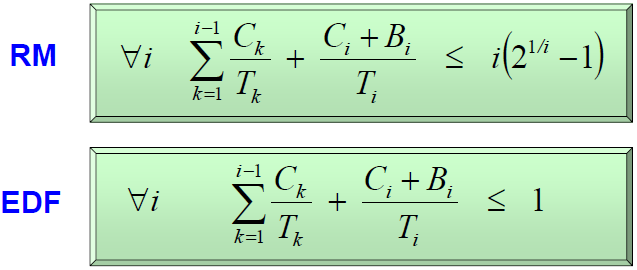 RM ∀i ∑_{k=1}^{i−1} C_k/T_k + (C_i + B_i)/T_i ≤ i(2^{1/i} − 1)
EDF ∀i ∑_{k=1}^{i−1} C_k/T_k + (C_i + B_i)/T_i ≤ 1